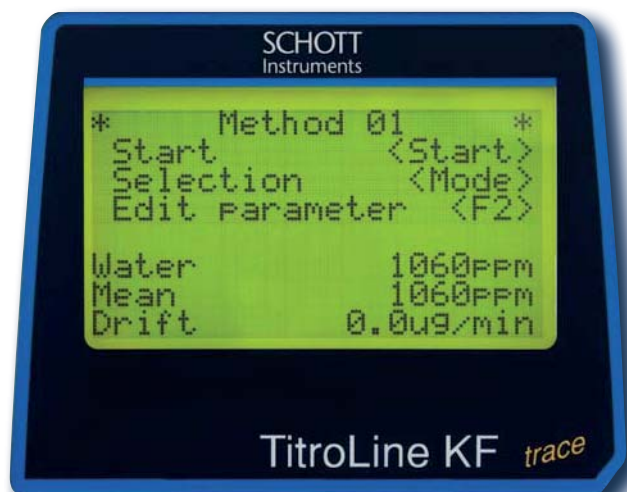 SCHOTT
Instruments
* Method 01 *
Start <Start>
Selection <Mode>
Edit parameter <F2>
Water 1060ppm
Mean 1060ppm
Drift 0.0ug/min
TitroLine KF trace